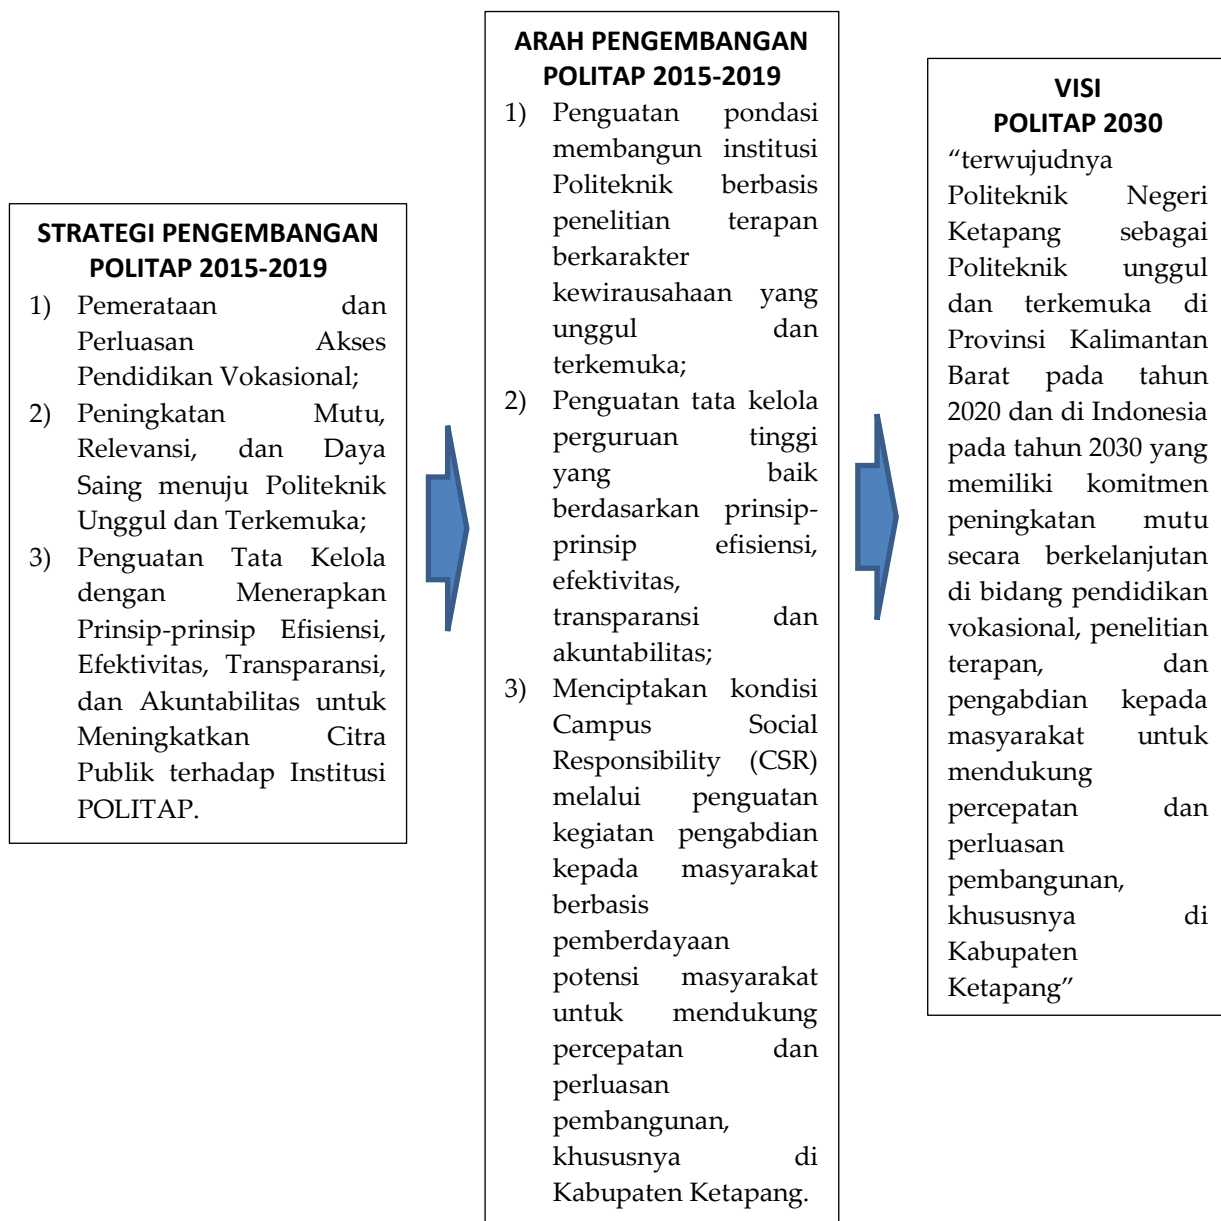 STRATEGI PENGEMBANGAN
POLITAP 2015-2019
1) Pemerataan dan
Perluasan Akses
Pendidikan Vokasional;
2) Peningkatan Mutu,
Relevansi, dan Daya
Saing menuju Politeknik
Unggul dan Terkemuka;
3) Penguatan Tata Kelola
dengan Menerapkan
Prinsip-prinsip Efisiensi,
Efektivitas, Transparansi,
dan Akuntabilitas untuk
Meningkatkan Citra
Publik terhadap Institusi
POLITAP.
ARAH PENGEMBANGAN
POLITAP 2015-2019
1) Penguatan pondasi
membangun institusi
Politeknik berbasis
penelitian terapan
berkarakter
kewirausahaan yang
unggul dan
terkemuka;
2) Penguatan tata kelola
perguruan tinggi
yang baik
berdasarkan prinsip-
prinsip efisiensi,
efektivitas,
transparansi dan
akuntabilitas;
3) Menciptakan kondisi
Campus Social
Responsibility (CSR)
melalui penguatan
kegiatan pengabdian
kepada masyarakat
berbasis
pemberdayaan
potensi masyarakat
untuk mendukung
percepatan dan
perluasan
pembangunan,
khususnya di
Kabupaten Ketapang.
VISI
POLITAP 2030
“terwujudnya
Politeknik Negeri
Ketapang sebagai
Politeknik unggul
dan terkemuka di
Provinsi Kalimantan
Barat pada tahun
2020 dan di Indonesia
pada tahun 2030 yang
memiliki komitmen
peningkatan mutu
secara berkelanjutan
di bidang pendidikan
vokasional, penelitian
terapan, dan
pengabdian kepada
masyarakat untuk
mendukung
percepatan dan
perluasan
pembangunan,
khususnya di
Kabupaten
Ketapang”